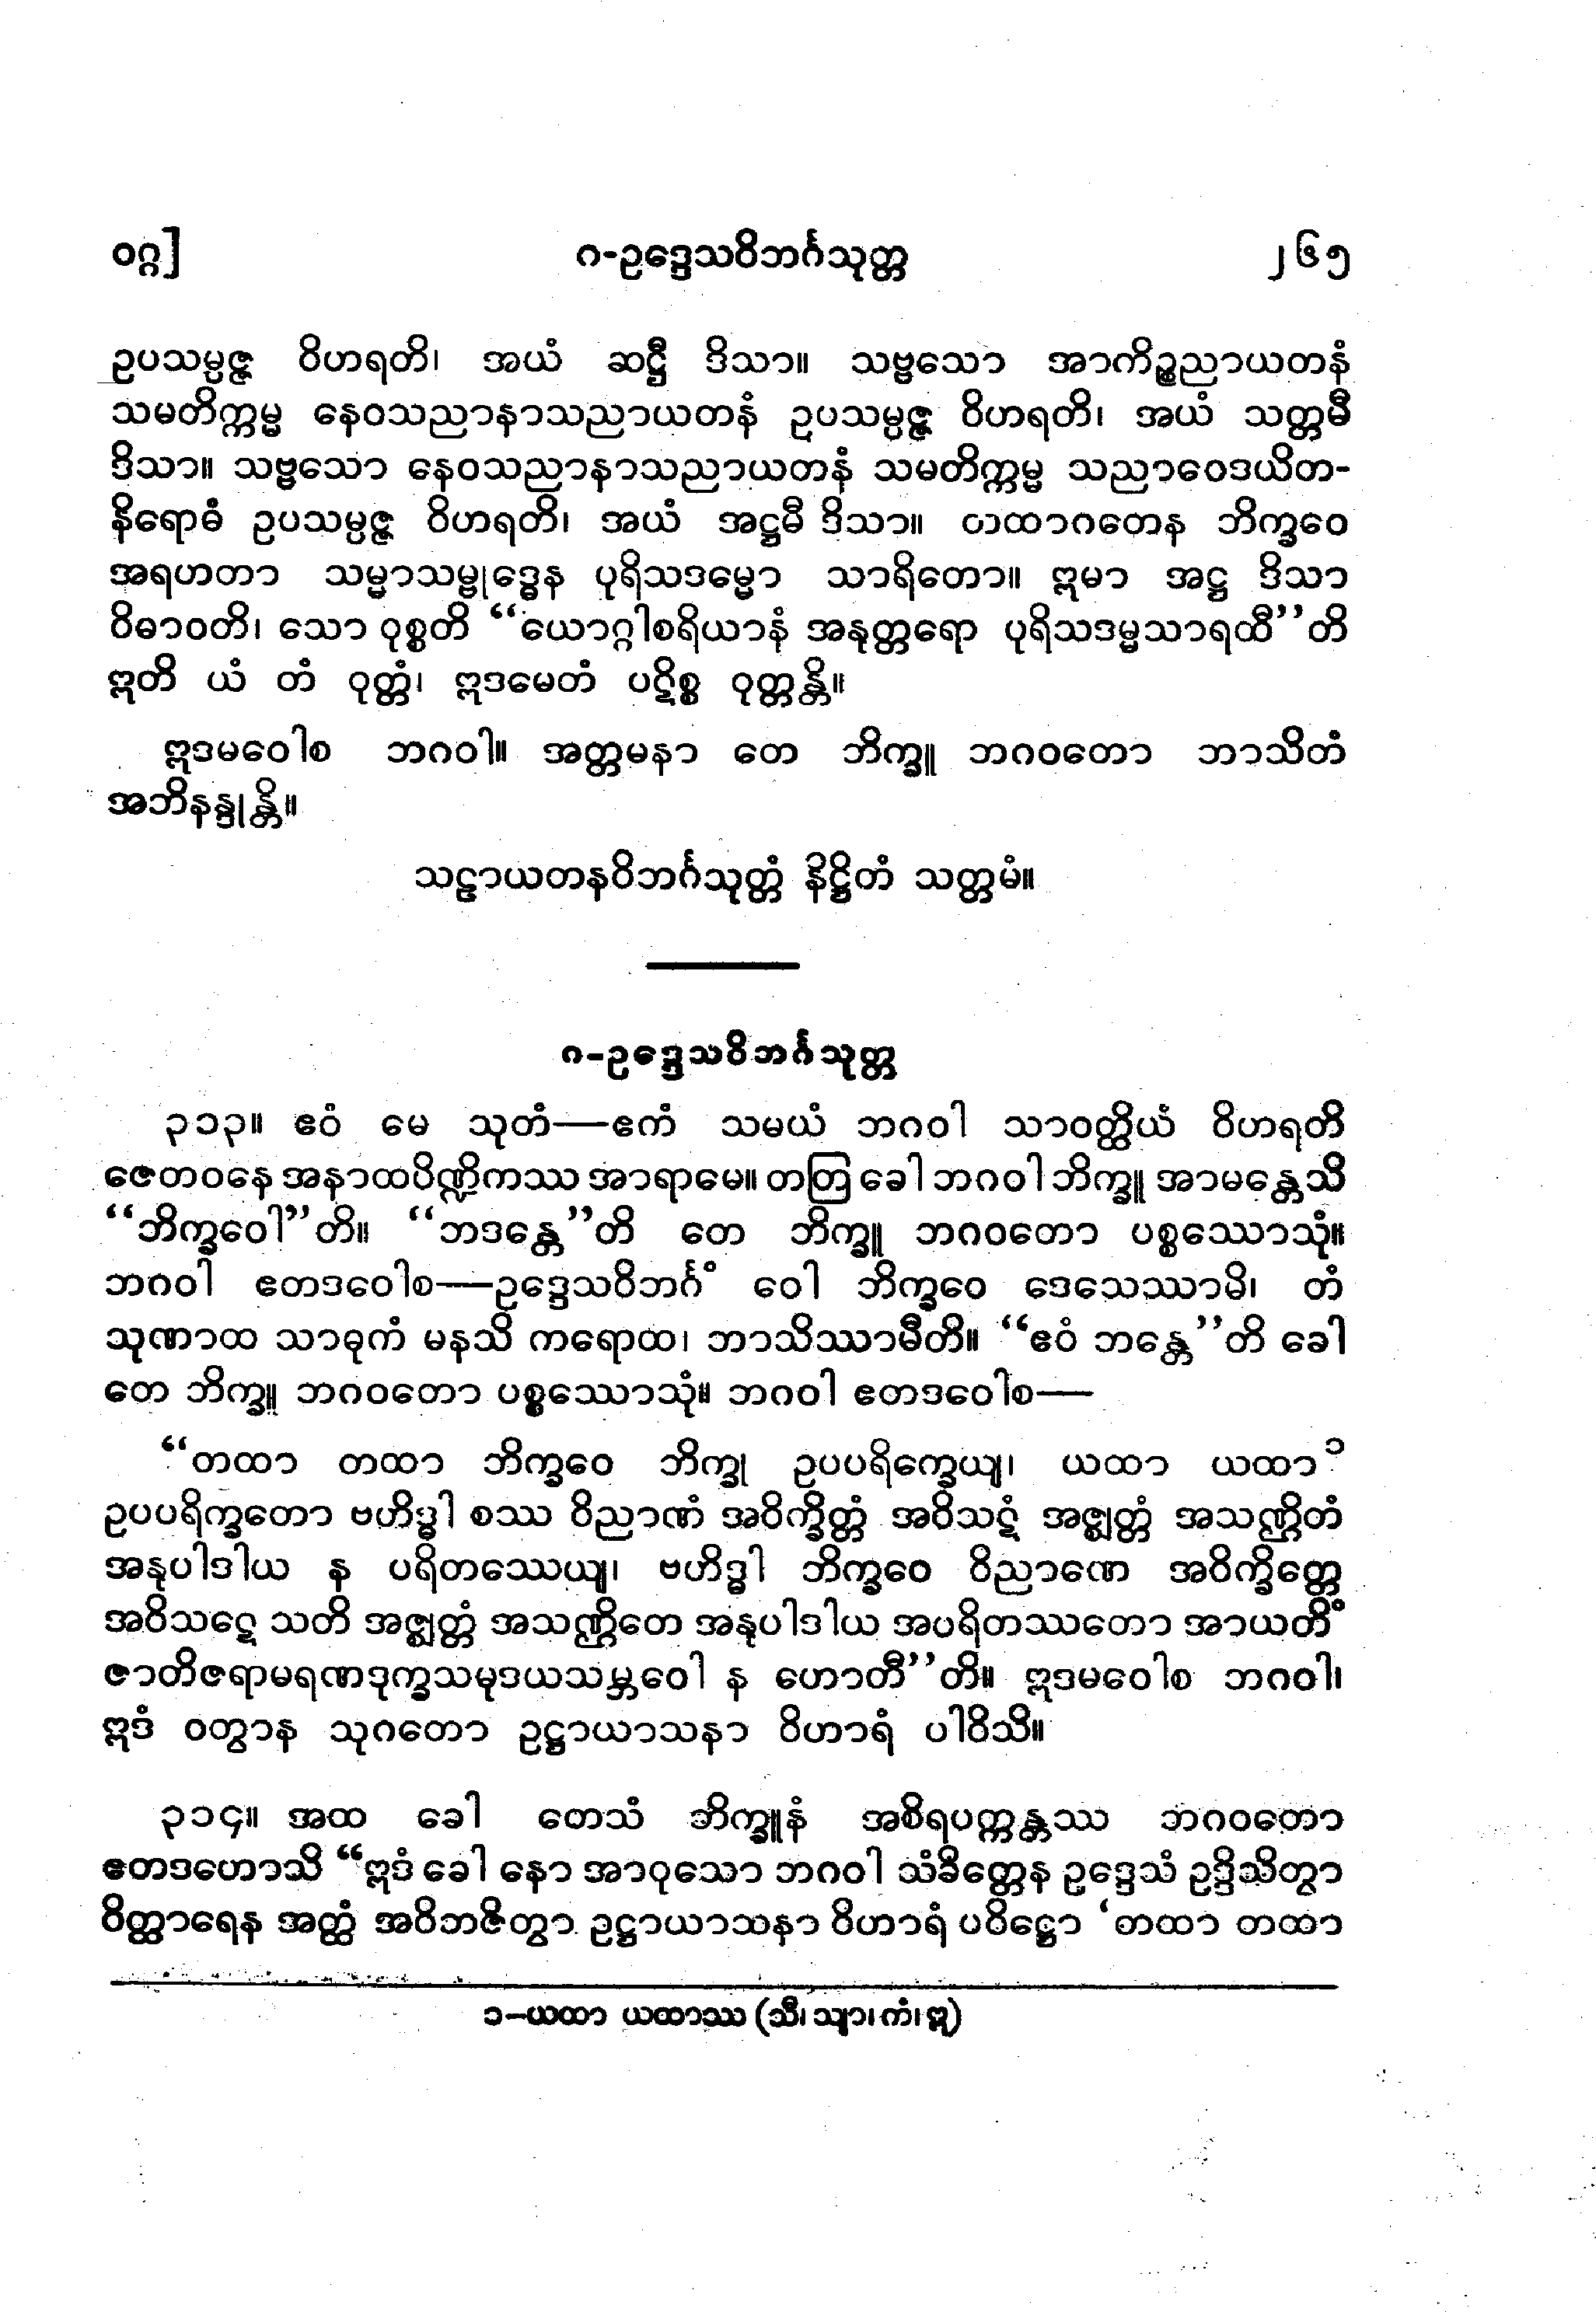 ဝဂ္ဂ] ဂ-ဥဒ္ဒေသဝိဘင်္ဂသုတ္တ ၂၆၅
ဥပသမ္ပဇ္ဇ ဝိဟရတိ၊ အယံ ဆဋ္ဌီ ဒိသာ။ သဗ္ဗသော အာကိဉ္စညာယတနံ
သမတိက္ကမ္မ နေဝသညာနာသညာယတနံ ဥပသမ္ပဇ္ဇ ဝိဟရတိ၊ အယံ သတ္တမီ
ဒိသာ။ သဗ္ဗသော နေဝသညာနာသညာယတနံ သမတိက္ကမ္မ သညာဝေဒယိတ-
နိရောဓံ ဥပသမ္ပဇ္ဇ ဝိဟရတိ၊ အယံ အဋ္ဌမီ ဒိသာ။ တထာဂတေန ဘိက္ခဝေ
အရဟတာ သမ္မာသမ္ဗုဒ္ဓေန ပုရိသဒမ္မော သာရိတော။ ဣမာ အဋ္ဌ ဒိသာ
ဝိဓာဝတိ၊ သော ဝုစ္စတိ “ယောဂ္ဂါစရိယာနံ အနုတ္တရော ပုရိသဒမ္မသာရထီ”တိ
ဣတိ ယံ တံ ဝုတ္တံ၊ ဣဒမေတံ ပဋိစ္စ ဝုတ္တန္တိ။
ဣဒမဝေါစ ဘဂဝါ။ အတ္တမနာ တေ ဘိက္ခူ ဘဂဝတော ဘာသိတံ
အဘိနန္ဒုန္တိ။
သဠာယတနဝိဘင်္ဂသုတ္တံ နိဋ္ဌိတံ သတ္တမံ။
ဂ-ဥဒ္ဒေသဝိဘင်္ဂသုတ္တ
၃၁၃။ ဧဝံ မေ သုတံ—ဧကံ သမယံ ဘဂဝါ သာဝတ္ထိယံ ဝိဟရတိ
ဇေတဝနေ အနာထပိဏ္ဍိကဿ အာရာမေ။ တတြ ခေါ ဘဂဝါ ဘိက္ခူ အာမန္တေသိ
“ဘိက္ခဝေါ”တိ။ “ဘဒန္တေ”တိ တေ ဘိက္ခူ ဘဂဝတော ပစ္စဿောသုံ။
ဘဂဝါ ဧတဒဝေါစ—ဥဒ္ဒေသဝိဘင်္ဂံ ဝေါ ဘိက္ခဝေ ဒေသေဿာမိ၊ တံ
သုဏာထ သာဓုကံ မနသိ ကရောထ၊ ဘာသိဿာမီတိ။ “ဧဝံ ဘန္တေ”တိ ခေါ
တေ ဘိက္ခူ ဘဂဝတော ပစ္စဿောသုံ။ ဘဂဝါ ဧတဒဝေါစ—
“တထာ တထာ ဘိက္ခဝေ ဘိက္ခု ဥပပရိက္ခေယျ၊ ယထာ ယထာ ၁
ဥပပရိက္ခတော ဗဟိဒ္ဓါ စဿ ဝိညာဏံ အဝိက္ခိတ္တံ အဝိသဋံ အဇ္ဈတ္တံ အသဏ္ဌိတံ
အနုပါဒါယ န ပရိတဿေယျ၊ ဗဟိဒ္ဓါ ဘိက္ခဝေ ဝိညာဏေ အဝိက္ခိတ္တေ
အဝိသဋေ သတိ အဇ္ဈတ္တံ အသဏ္ဌိတေ အနုပါဒါယ အပရိတဿတော အာယတိံ
ဇာတိဇရာမရဏဒုက္ခသမုဒယသမ္ဘဝေါ န ဟောတီ”တိ။ ဣဒမဝေါစ ဘဂဝါ၊
ဣဒံ ဝတွာန သုဂတော ဥဋ္ဌာယာသနာ ဝိဟာရံ ပါဝိသိ။
၃၁၄။ အထ ခေါ တေသံ ဘိက္ခူနံ အစိရပက္ကန္တဿ ဘဂဝတော
ဧတဒဟောသိ “ဣဒံ ခေါ နော အာဝုသော ဘဂဝါ သံခိတ္တေန ဥဒ္ဒေသံ ဥဒ္ဒိသိတွာ
ဝိတ္ထာရေန အတ္ထံ အဝိဘဇိတွာ ဥဋ္ဌာယာသနာ ဝိဟာရံ ပဝိဋ္ဌော ‘တထာ တထာ
၁–ယထာ ယထာဿ (သီ၊ သျာ၊ ကံ၊ ဣ)